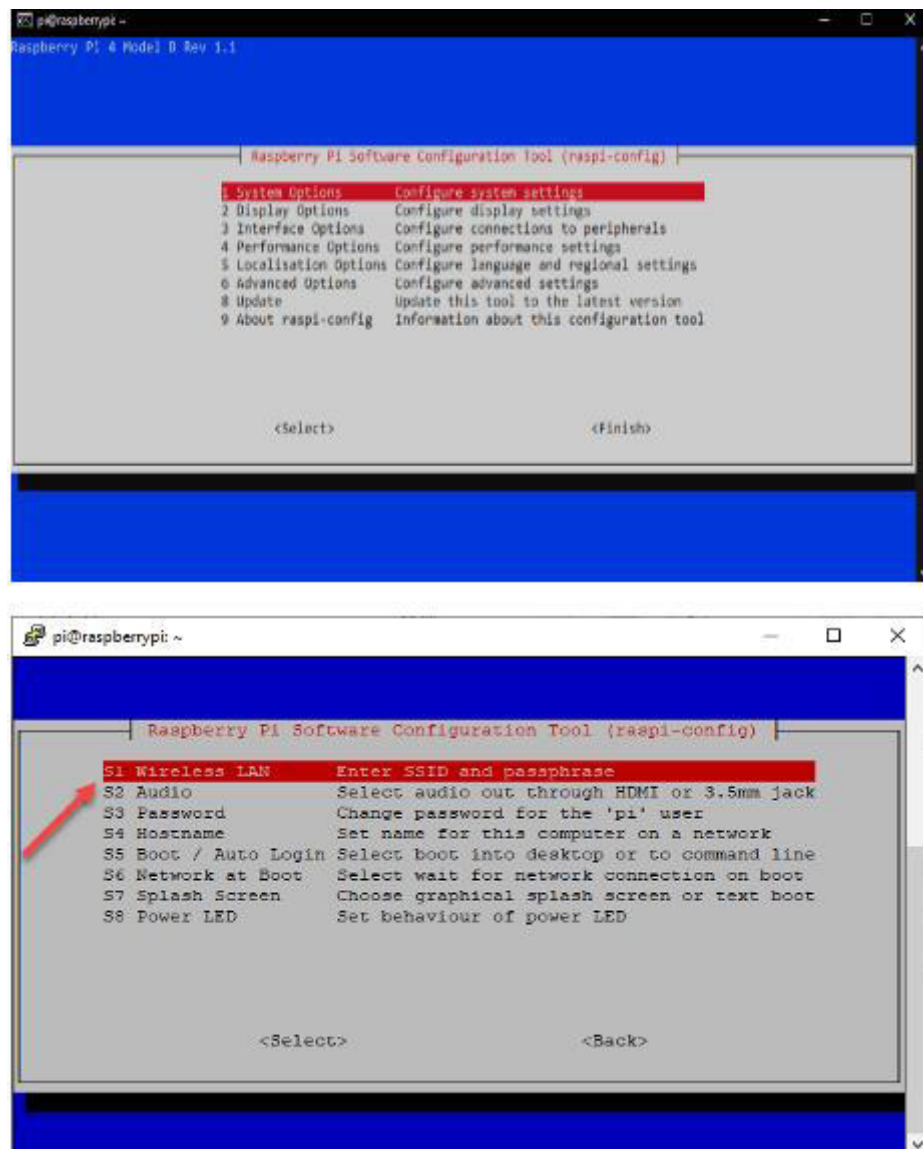 pi@raspberrypi: ~
Raspberry Pi 4 Model B Rev 1.1
Raspberry Pi Software Configuration Tool (raspi-config)
1 System Options Configure system settings
2 Display Options Configure display settings
3 Interface Options Configure connections to peripherals
4 Performance Options Configure performance settings
5 Localisation Options Configure language and regional settings
6 Advanced Options Configure advanced settings
8 Update Update this tool to the latest version
9 About raspi-config Information about this configuration tool
<Select> <Finish>
pi@raspberrypi: ~
Raspberry Pi Software Configuration Tool (raspi-config)
S1 Wireless LAN Enter SSID and passphrase
S2 Audio Select audio out through HDMI or 3.5mm jack
S3 Password Change password for the 'pi' user
S4 Hostname Set name for this computer on a network
S5 Boot / Auto Login Select boot into desktop or to command line
S6 Network at Boot Select wait for network connection on boot
S7 Splash Screen Choose graphical splash screen or text boot
S8 Power LED Set behaviour of power LED
<Select> <Back>